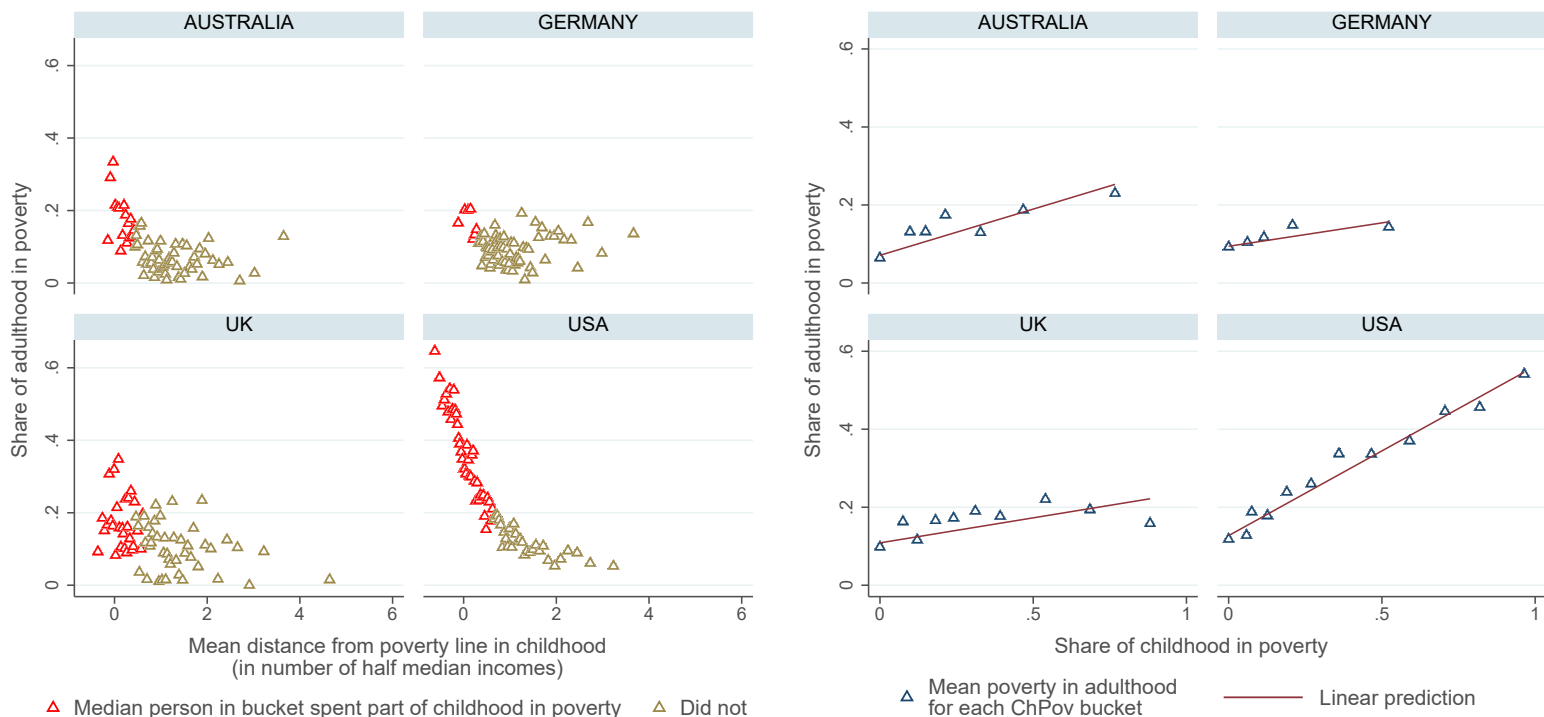 AUSTRALIA
GERMANY
UK
USA
Share of adulthood in poverty
0
.2
.4
.6
0
.2
.4
.6
0
2
4
6
0
2
4
6
Mean distance from poverty line in childhood
(in number of half median incomes)
Median person in bucket spent part of childhood in poverty
Did not
AUSTRALIA
GERMANY
UK
USA
Share of adulthood in poverty
0
.2
.4
.6
0
.2
.4
.6
0
.5
1
0
.5
1
Share of childhood in poverty
Mean poverty in adulthood
for each ChPov bucket
Linear prediction